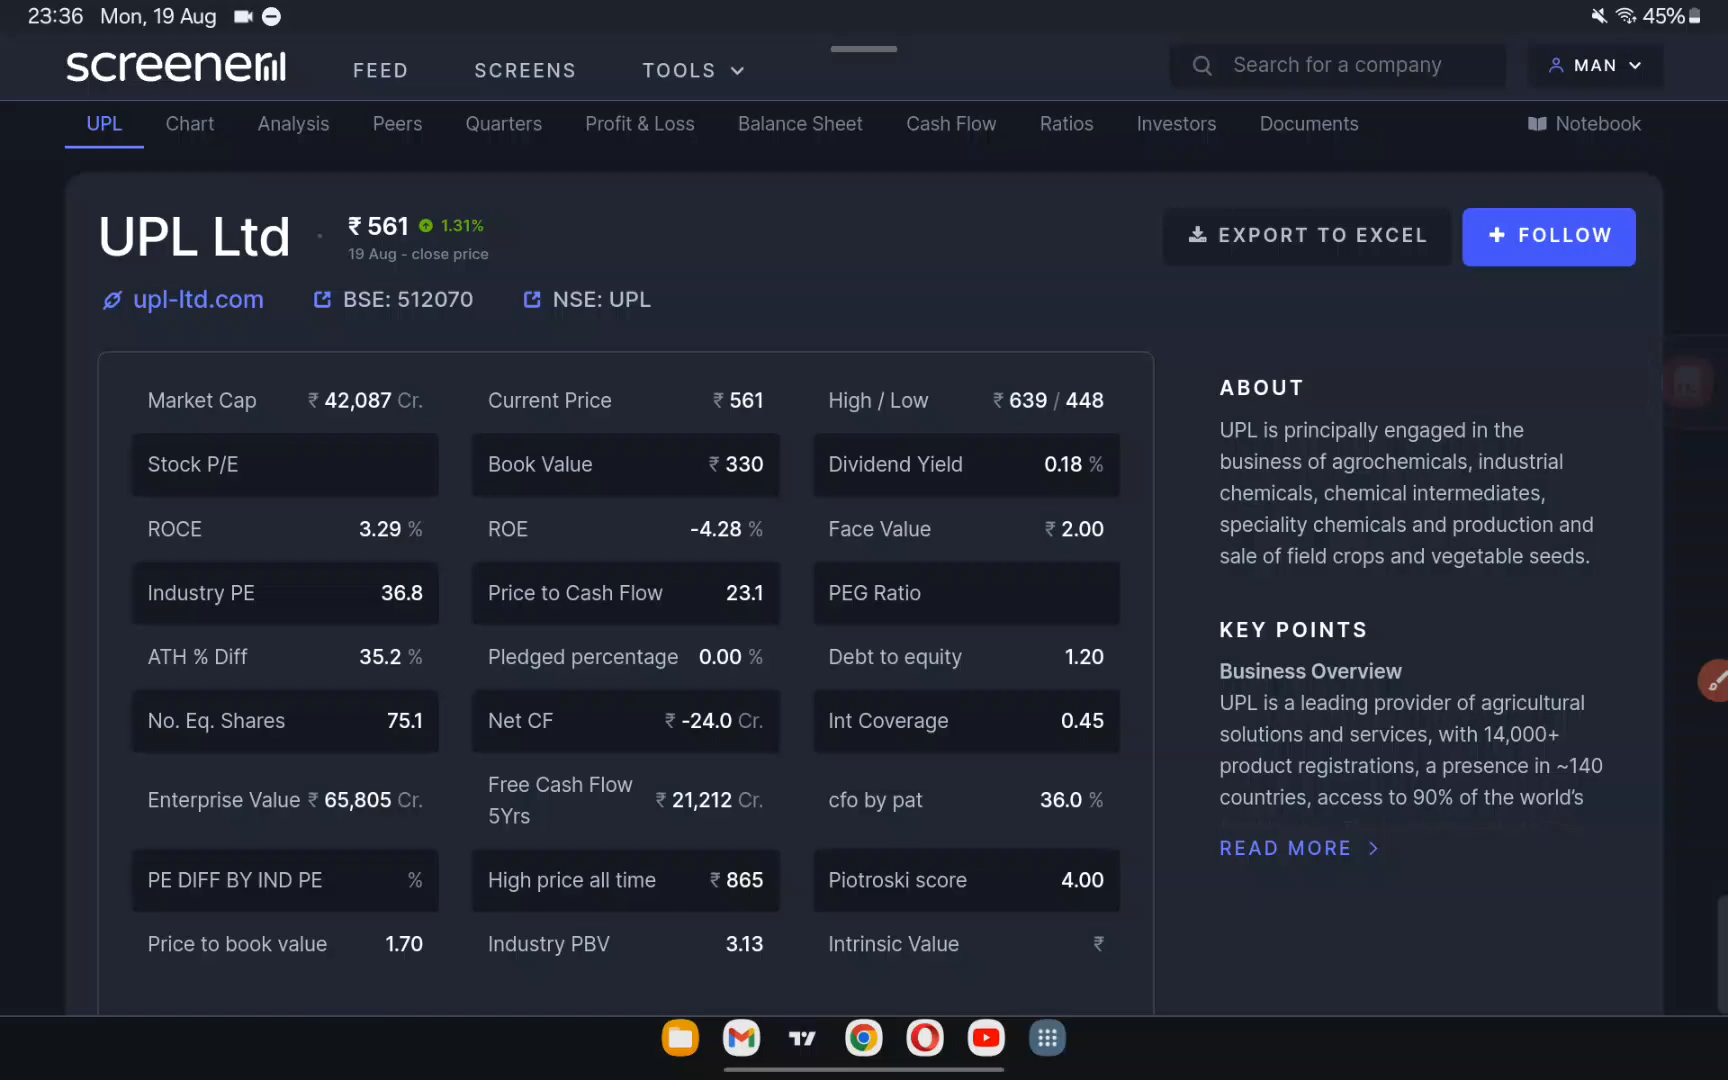 23:36 Mon, 19 Aug
45%
screener
FEED
SCREENS
TOOLS
Search for a company
MAN
UPL
Chart
Analysis
Peers
Quarters
Profit & Loss
Balance Sheet
Cash Flow
Ratios
Investors
Documents
Notebook
UPL Ltd
₹ 561 1.31%
19 Aug - close price
EXPORT TO EXCEL
+ FOLLOW
upl-ltd.com
BSE: 512070
NSE: UPL
Market Cap ₹ 42,087 Cr.
Current Price ₹ 561
High / Low ₹ 639 / 448
Stock P/E
Book Value ₹ 330
Dividend Yield 0.18 %
ROCE 3.29 %
ROE -4.28 %
Face Value ₹ 2.00
Industry PE 36.8
Price to Cash Flow 23.1
PEG Ratio
ATH % Diff 35.2 %
Pledged percentage 0.00 %
Debt to equity 1.20
No. Eq. Shares 75.1
Net CF ₹ -24.0 Cr.
Int Coverage 0.45
Enterprise Value ₹ 65,805 Cr.
Free Cash Flow
5Yrs
₹ 21,212 Cr.
cfo by pat 36.0 %
PE DIFF BY IND PE %
High price all time ₹ 865
Piotroski score 4.00
Price to book value 1.70
Industry PBV 3.13
Intrinsic Value ₹
ABOUT
UPL is principally engaged in the
business of agrochemicals, industrial
chemicals, chemical intermediates,
speciality chemicals and production and
sale of field crops and vegetable seeds.
KEY POINTS
Business Overview
UPL is a leading provider of agricultural
solutions and services, with 14,000+
product registrations, a presence in ~140
countries, access to 90% of the world's
READ MORE >